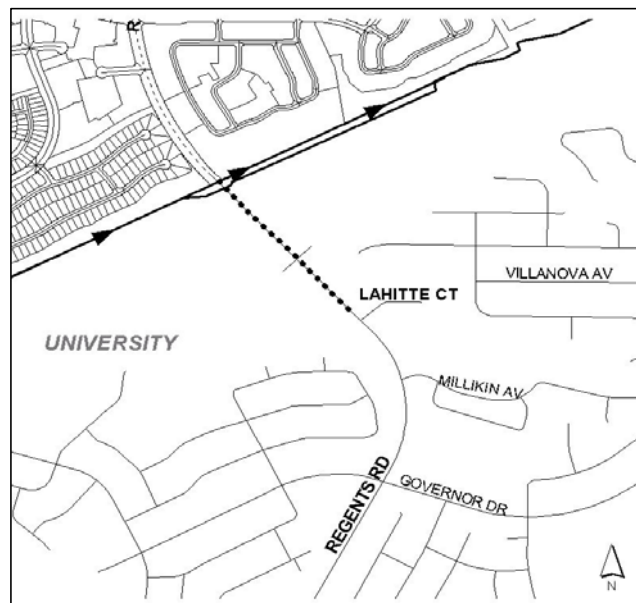 R
VILLANOVA AV
LAHITTE CT
UNIVERSITY
MILLIKIN AV
GOVERNOR DR
REGENTS RD
N